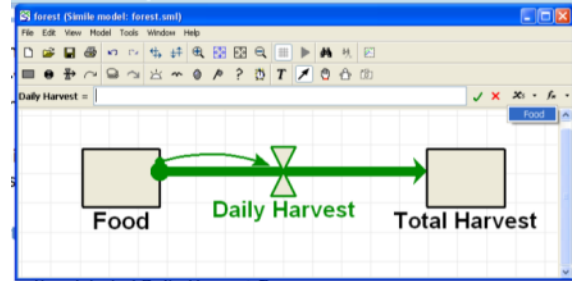 forest (Simile model: forest.sml)
File Edit View Model Tools Window Help
Daily Harvest =
Food
Food
Daily Harvest
Total Harvest